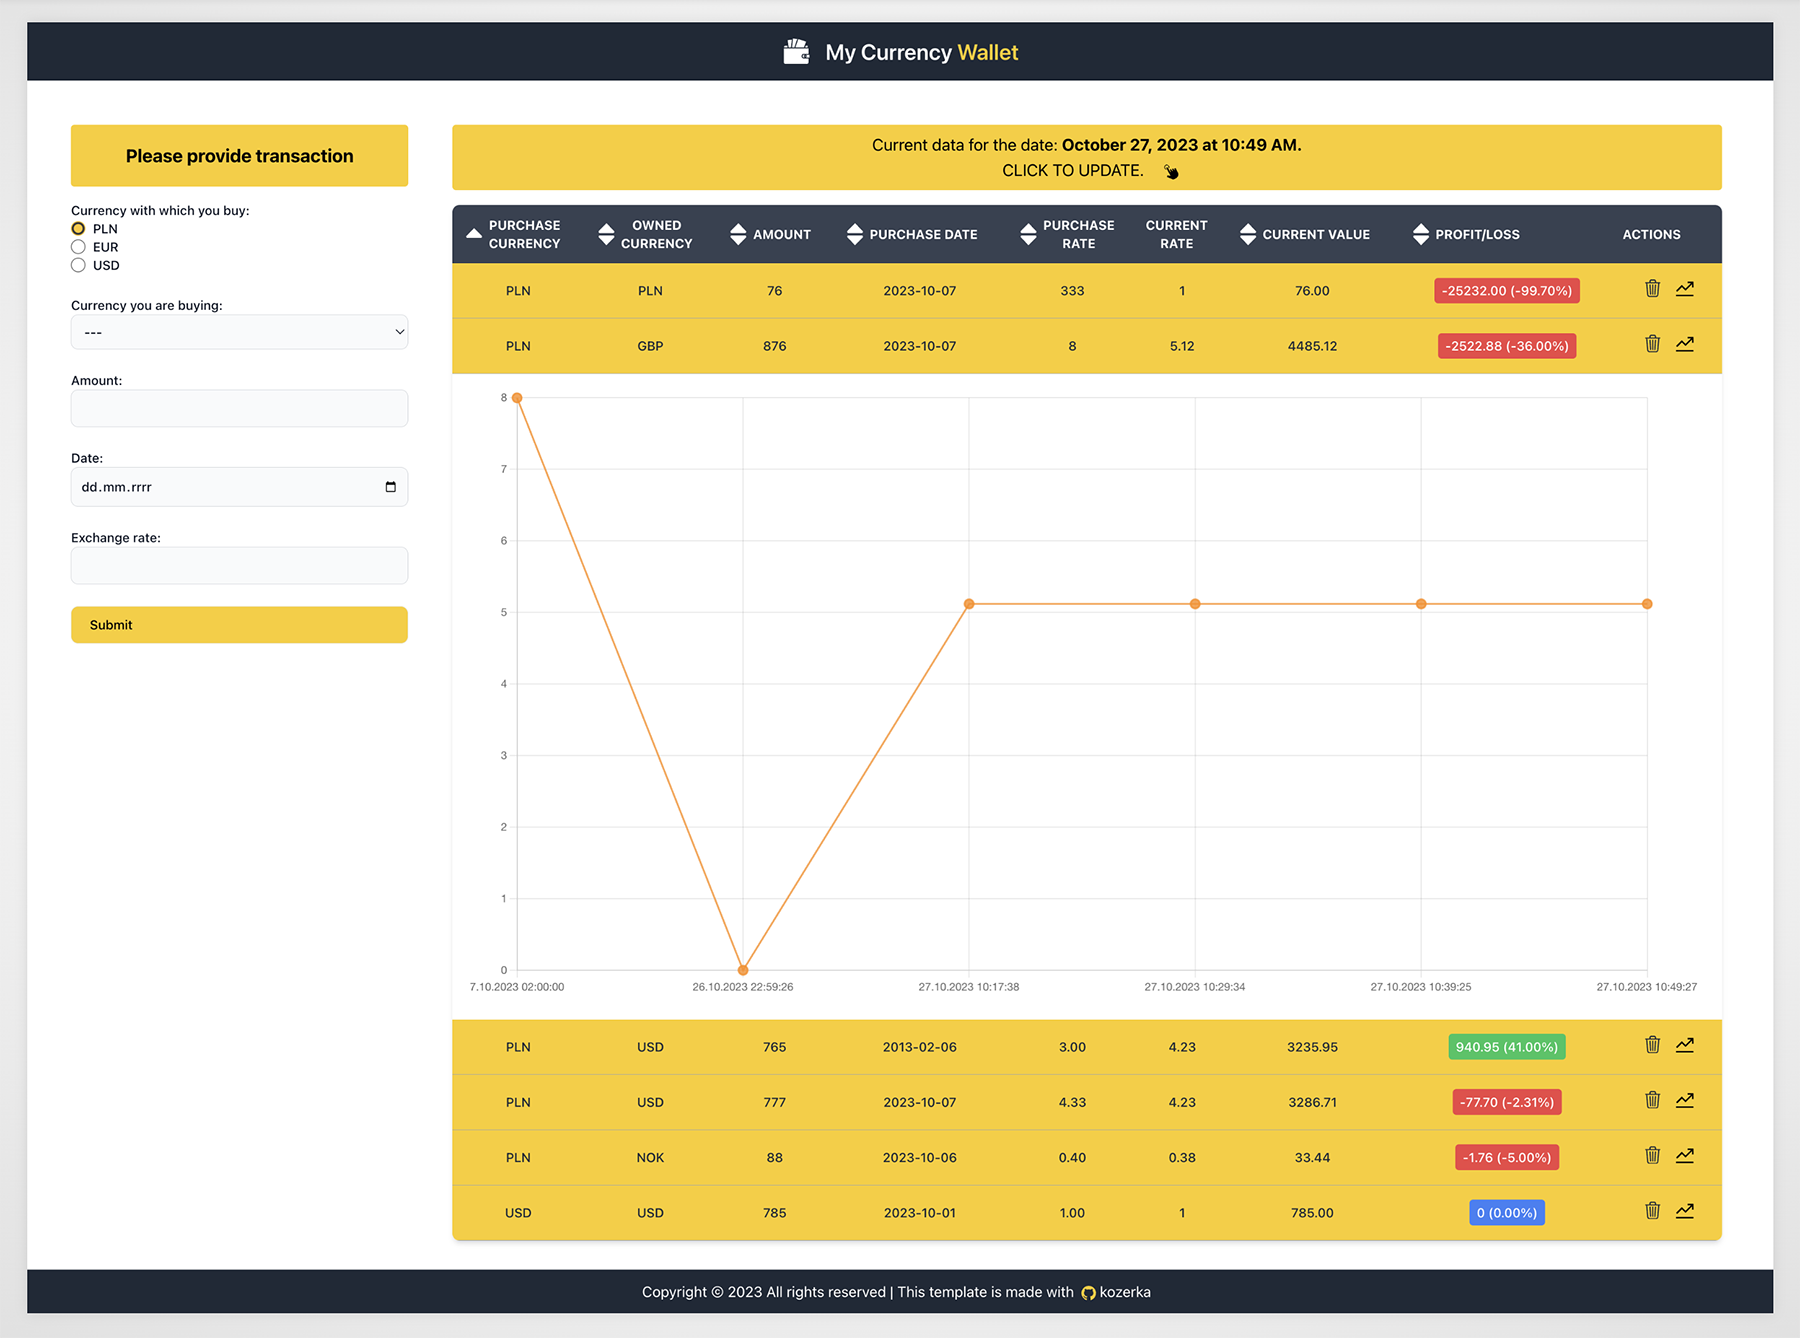 My Currency Wallet
Please provide transaction
Currency with which you buy:
PLN
EUR
USD
Currency you are buying:
---
Amount:
Date:
dd.mm.rrrr
Exchange rate:
Submit
Current data for the date: October 27, 2023 at 10:49 AM.
CLICK TO UPDATE.
PURCHASE CURRENCY OWNED CURRENCY AMOUNT PURCHASE DATE PURCHASE RATE CURRENT RATE CURRENT VALUE PROFIT/LOSS ACTIONS
PLN PLN 76 2023-10-07 333 1 76.00 -25232.00 (-99.70%)
PLN GBP 876 2023-10-07 8 5.12 4485.12 -2522.88 (-36.00%)
8
7
6
5
4
3
2
1
0
7.10.2023 02:00:00 26.10.2023 22:59:26 27.10.2023 10:17:38 27.10.2023 10:29:34 27.10.2023 10:39:25 27.10.2023 10:49:27
PLN USD 765 2013-02-06 3.00 4.23 3235.95 940.95 (41.00%)
PLN USD 777 2023-10-07 4.33 4.23 3286.71 -77.70 (-2.31%)
PLN NOK 88 2023-10-06 0.40 0.38 33.44 -1.76 (-5.00%)
USD USD 785 2023-10-01 1.00 1 785.00 0 (0.00%)
Copyright © 2023 All rights reserved | This template is made with kozerka